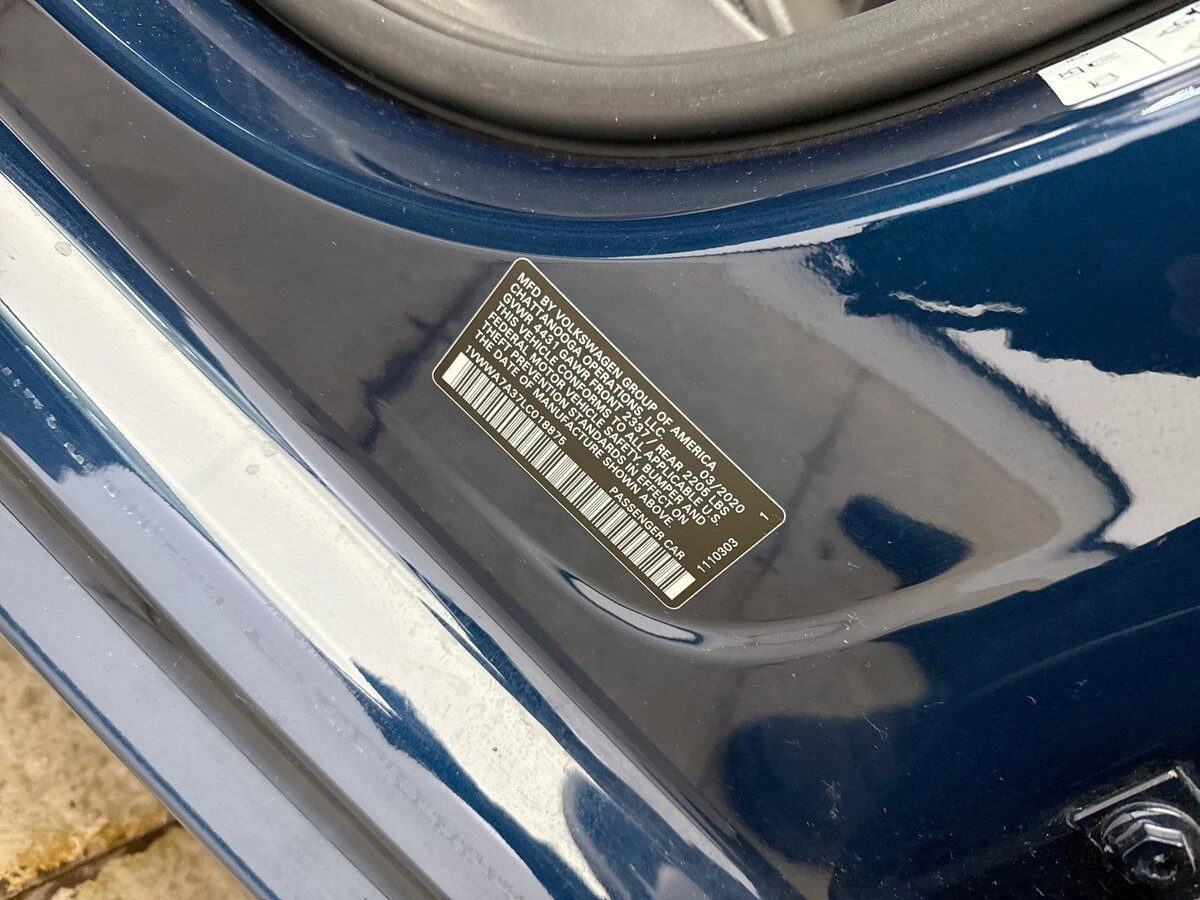 MFD BY VOLKSWAGEN GROUP OF AMERICA
CHATTANOOGA OPERATIONS, LLC 03/2020
GVWR 4431 GAWR FRONT 2337/ REAR 2205 LBS
THIS VEHICLE CONFORMS TO ALL APPLICABLE U.S.
FEDERAL MOTOR VEHICLE SAFETY, BUMPER AND
THEFT PREVENTION STANDARDS IN EFFECT ON
THE DATE OF MANUFACTURE SHOWN ABOVE
1VWWA7A37LC018875 PASSENGER CAR
1
1110303